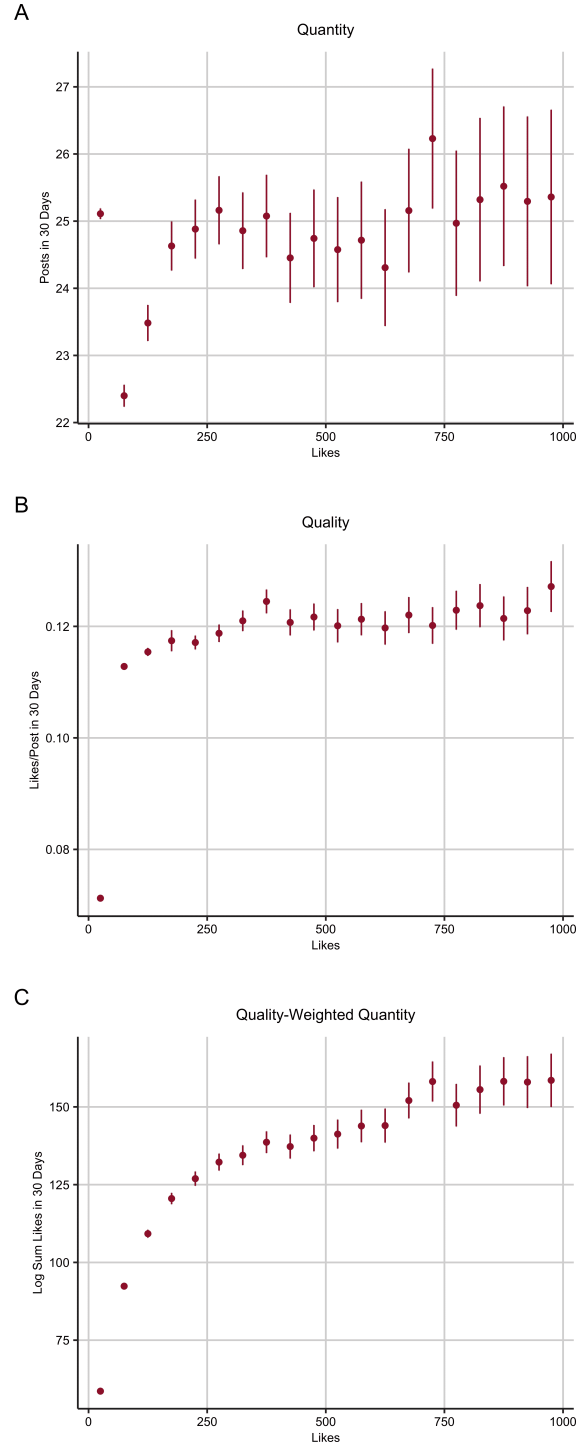 A
Quantity
27
26
25
24
23
22
Posts in 30 Days
0 250 500 750 1000
Likes
B
Quality
0.12
0.10
0.08
Likes/Post in 30 Days
0 250 500 750 1000
Likes
C
Quality-Weighted Quantity
150
125
100
75
Log Sum Likes in 30 Days
0 250 500 750 1000
Likes